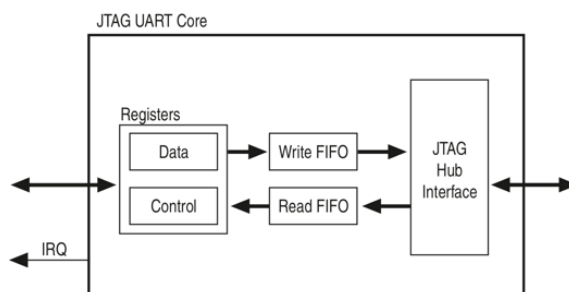 JTAG UART Core
Registers
Data
Write FIFO
JTAG
Hub
Interface
Control
Read FIFO
IRQ